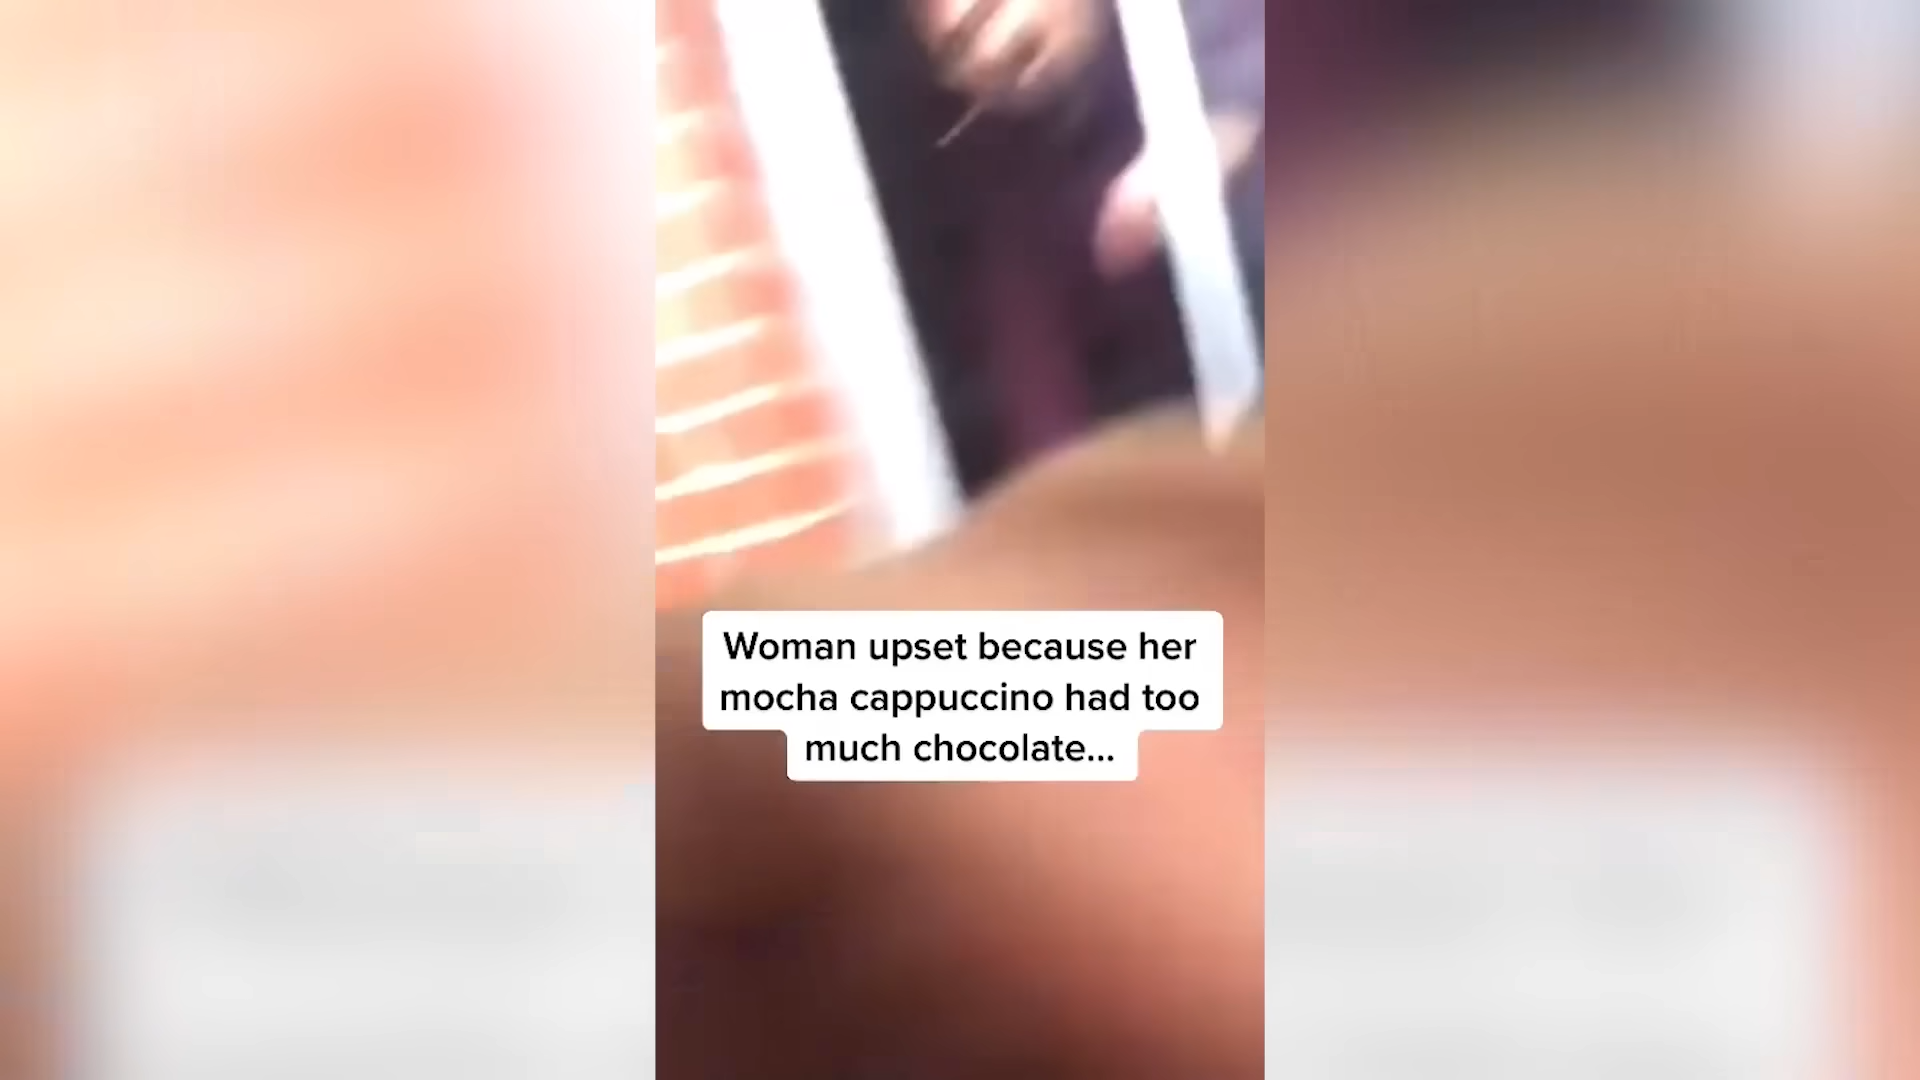 Woman upset because her
mocha cappuccino had too
much chocolate...